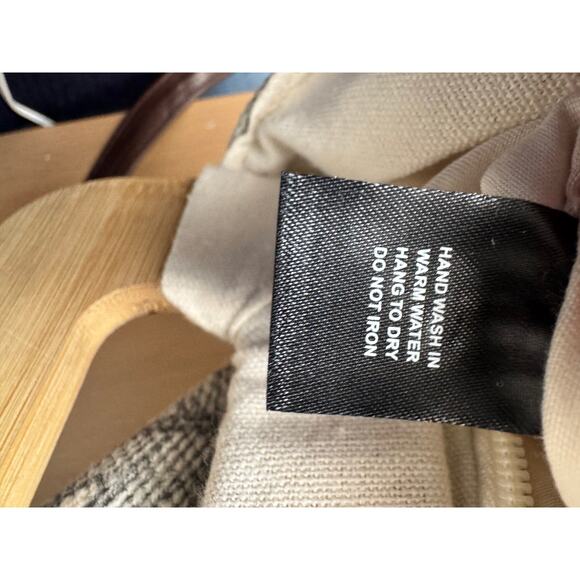 HAND WASH IN
WARM WATER
HANG TO DRY
DO NOT IRON